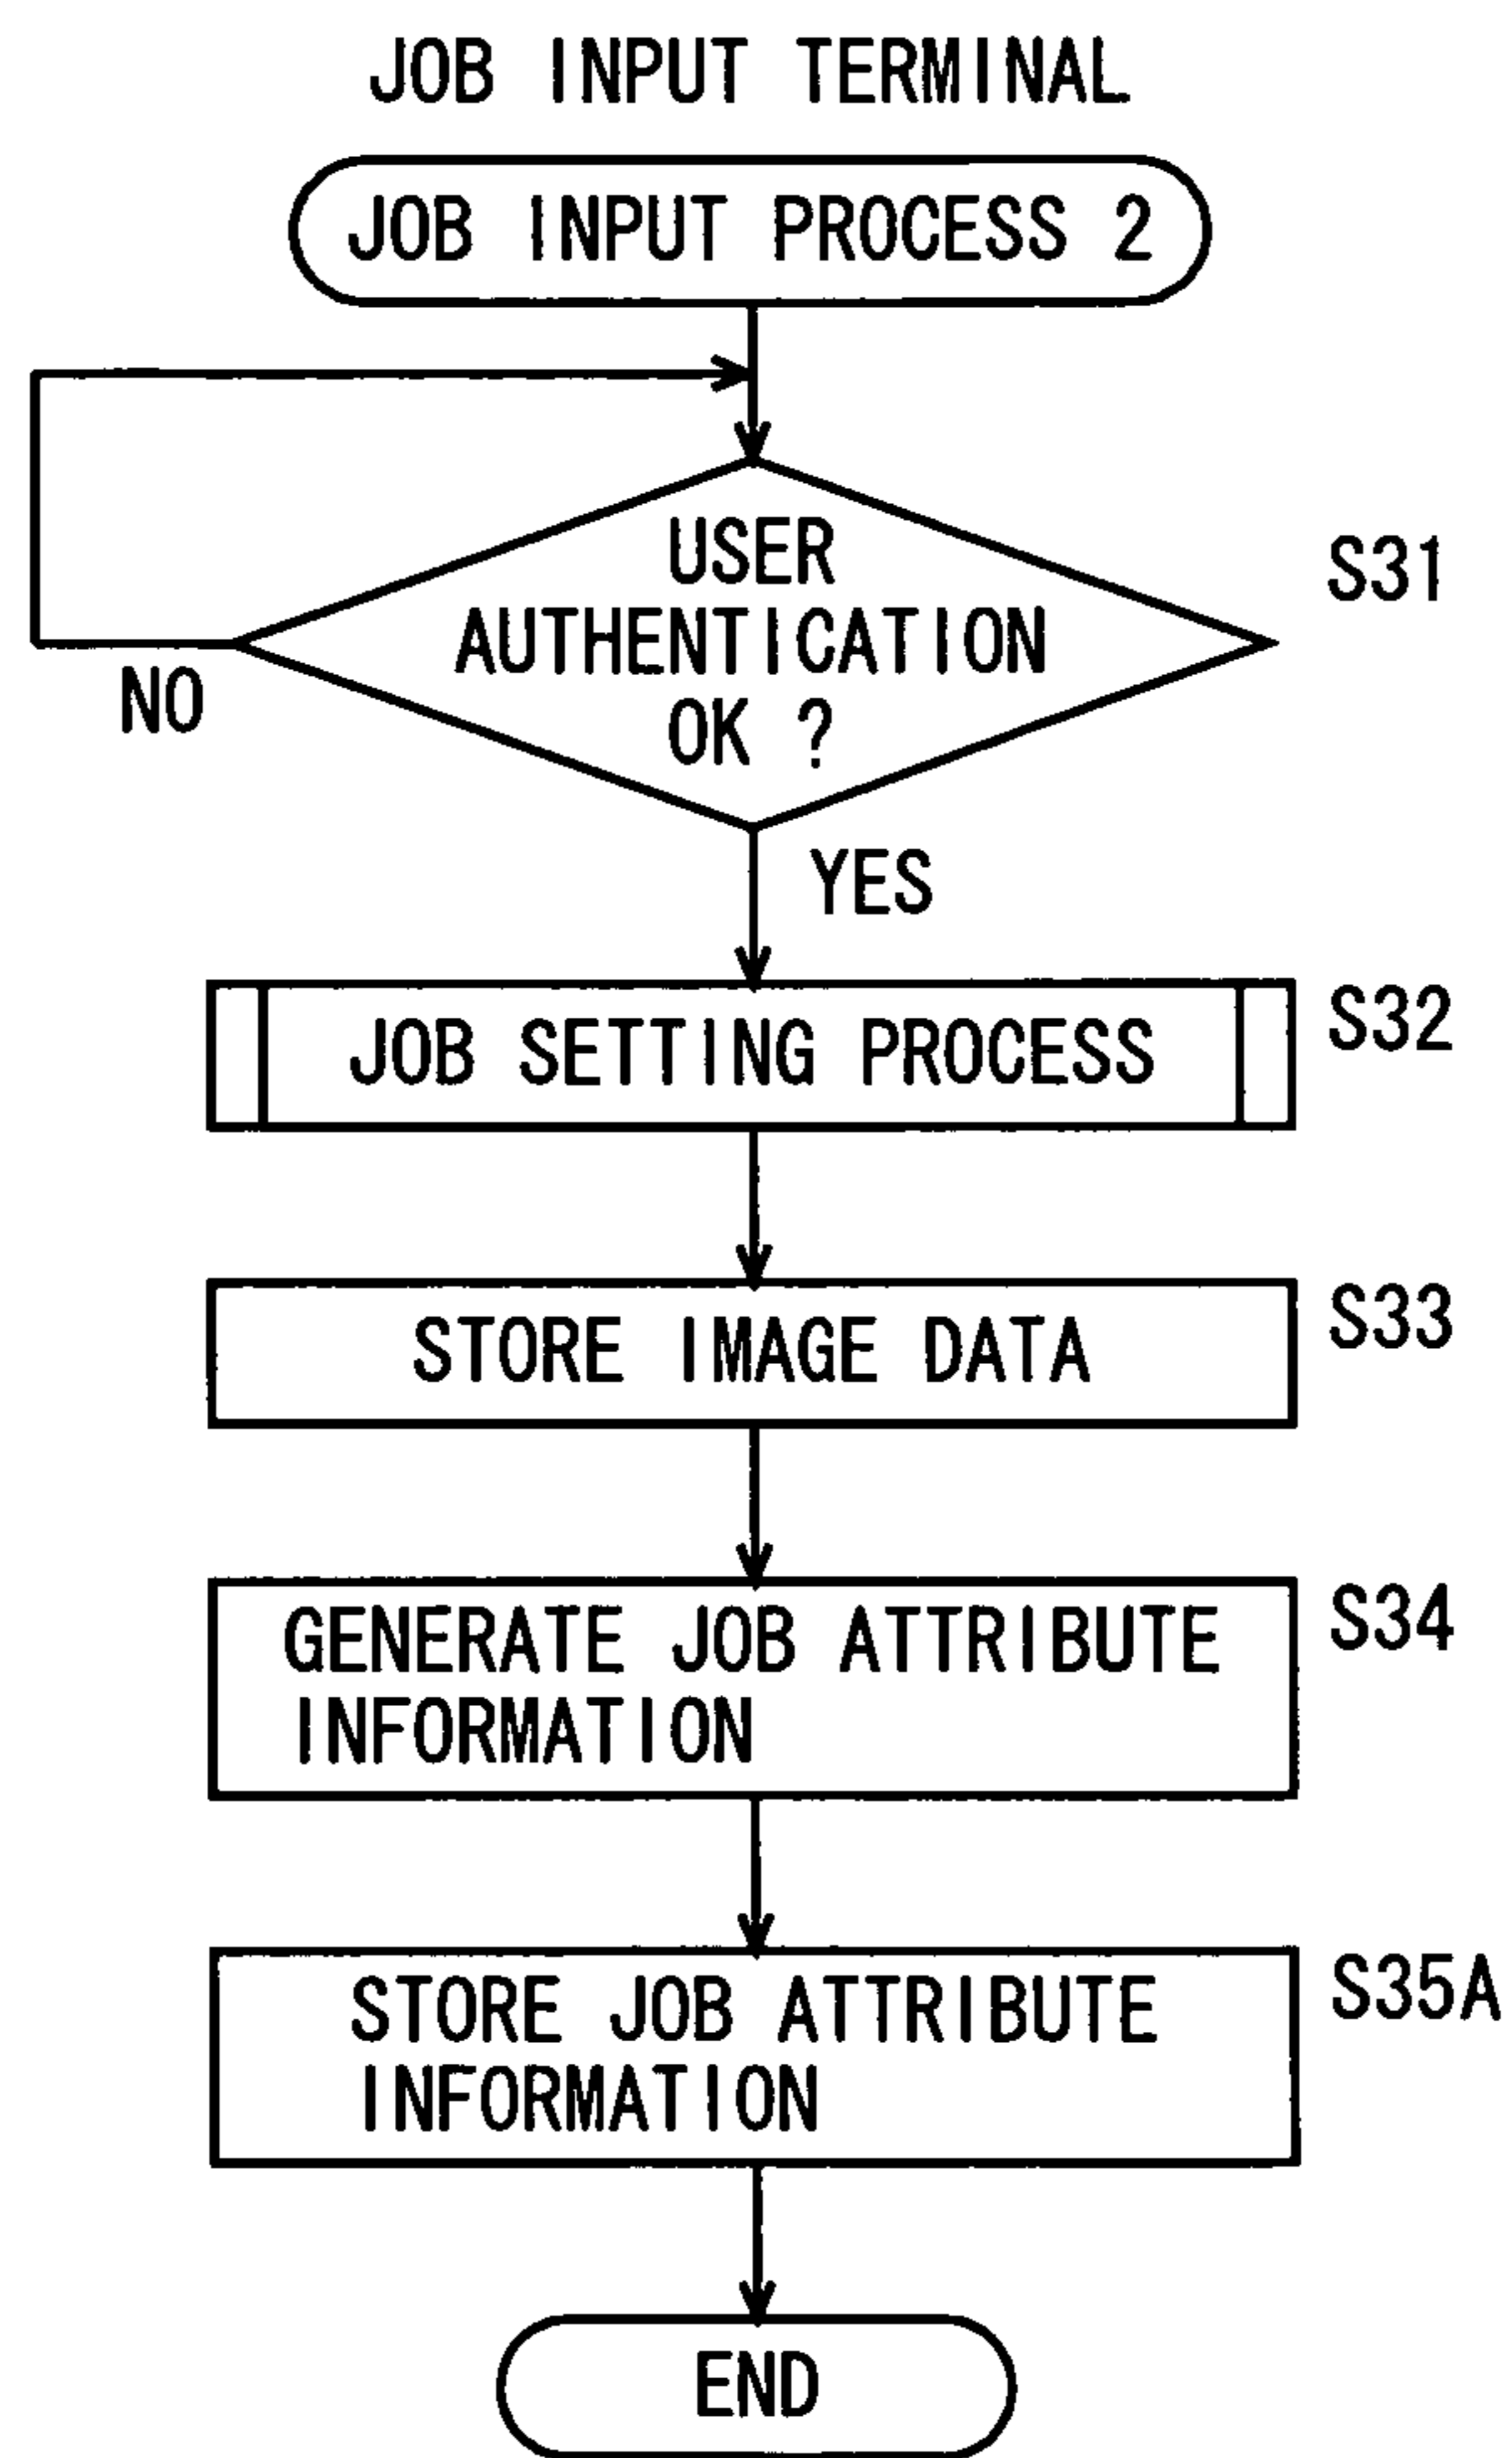 JOB INPUT TERMINAL
JOB INPUT PROCESS 2
USER
AUTHENTICATION
OK ?
S31
NO
YES
JOB SETTING PROCESS
S32
STORE IMAGE DATA
S33
GENERATE JOB ATTRIBUTE
INFORMATION
S34
STORE JOB ATTRIBUTE
INFORMATION
S35A
END